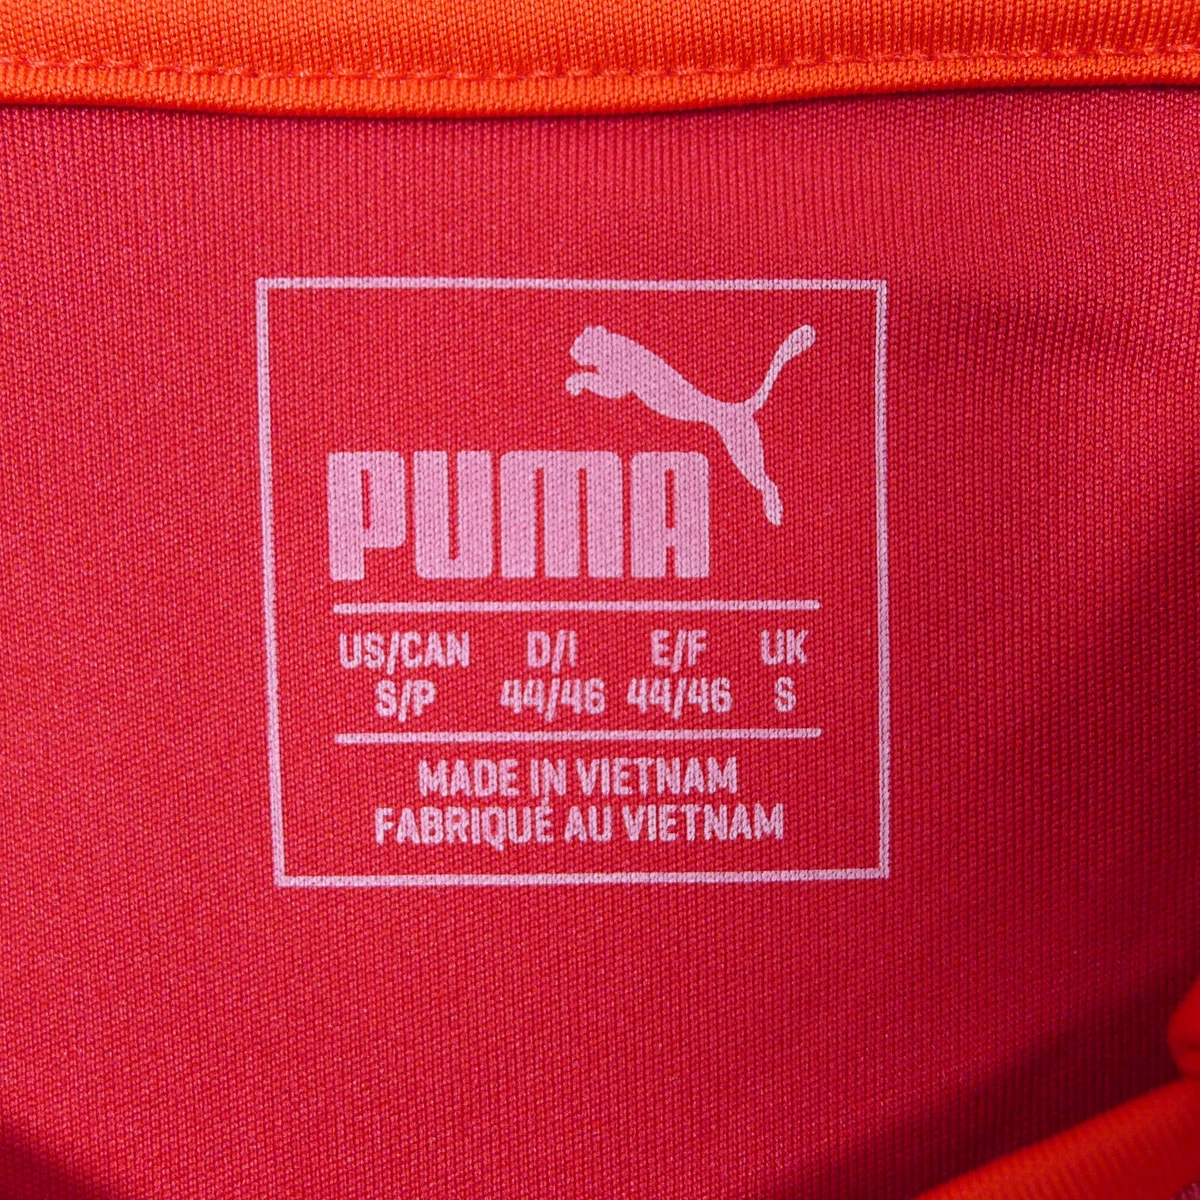 PUMA
US/CAN D/I E/F UK
S/P 44/46 44/46 S
MADE IN VIETNAM
FABRIQUÉ AU VIETNAM